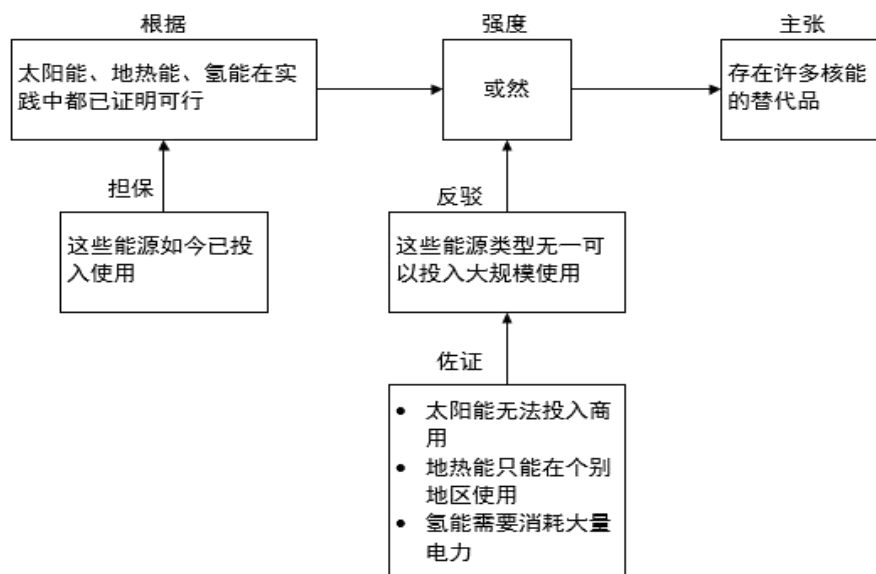 根据
强度
主张
太阳能、地热能、氢能在实
践中都已证明可行
或然
存在许多核能
的替代品
担保
反驳
这些能源如今已投
入使用
这些能源类型无一可
以投入大规模使用
佐证
• 太阳能无法投入商
用
• 地热能只能在个别
地区使用
• 氢能需要消耗大量
电力